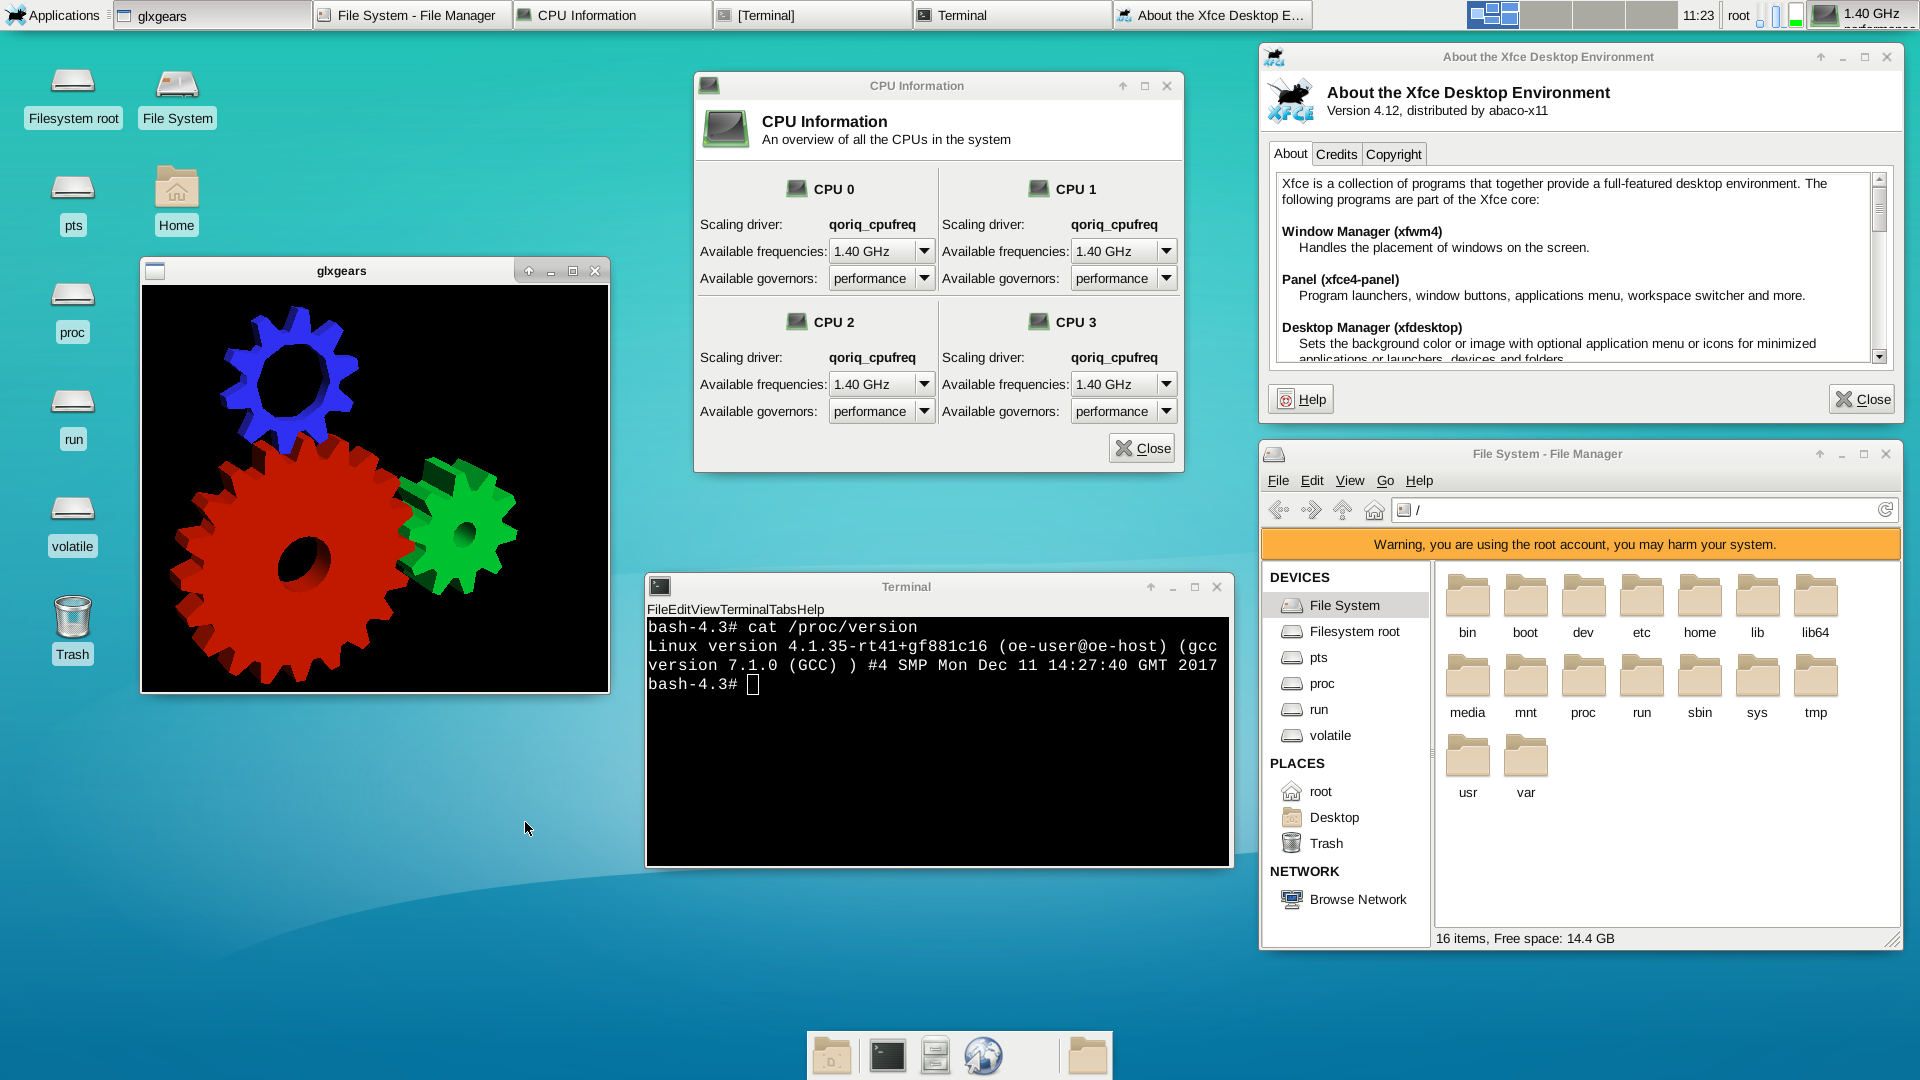 Applications
glxgears
File System - File Manager
CPU Information
[Terminal]
Terminal
About the Xfce Desktop E...
11:23
root
1.40 GHz
Filesystem root
File System
pts
Home
proc
run
volatile
Trash
glxgears
CPU Information
CPU Information
An overview of all the CPUs in the system
CPU 0
Scaling driver: qoriq_cpufreq
Available frequencies: 1.40 GHz
Available governors: performance
CPU 1
Scaling driver: qoriq_cpufreq
Available frequencies: 1.40 GHz
Available governors: performance
CPU 2
Scaling driver: qoriq_cpufreq
Available frequencies: 1.40 GHz
Available governors: performance
CPU 3
Scaling driver: qoriq_cpufreq
Available frequencies: 1.40 GHz
Available governors: performance
Close
Terminal
FileEditViewTerminalTabsHelp
bash-4.3# cat /proc/version
Linux version 4.1.35-rt41+gf881c16 (oe-user@oe-host) (gcc
version 7.1.0 (GCC) ) #4 SMP Mon Dec 11 14:27:40 GMT 2017
bash-4.3#
About the Xfce Desktop Environment
XFCE
About the Xfce Desktop Environment
Version 4.12, distributed by abaco-x11
About Credits Copyright
Xfce is a collection of programs that together provide a full-featured desktop environment. The
following programs are part of the Xfce core:
Window Manager (xfwm4)
Handles the placement of windows on the screen.
Panel (xfce4-panel)
Program launchers, window buttons, applications menu, workspace switcher and more.
Desktop Manager (xfdesktop)
Sets the background color or image with optional application menu or icons for minimized
applications or launchers, devices and folders.
Help
Close
File System - File Manager
File Edit View Go Help
/
Warning, you are using the root account, you may harm your system.
DEVICES
File System
Filesystem root
pts
proc
run
volatile
PLACES
root
Desktop
Trash
NETWORK
Browse Network
bin boot dev etc home lib lib64
media mnt proc run sbin sys tmp
usr var
16 items, Free space: 14.4 GB